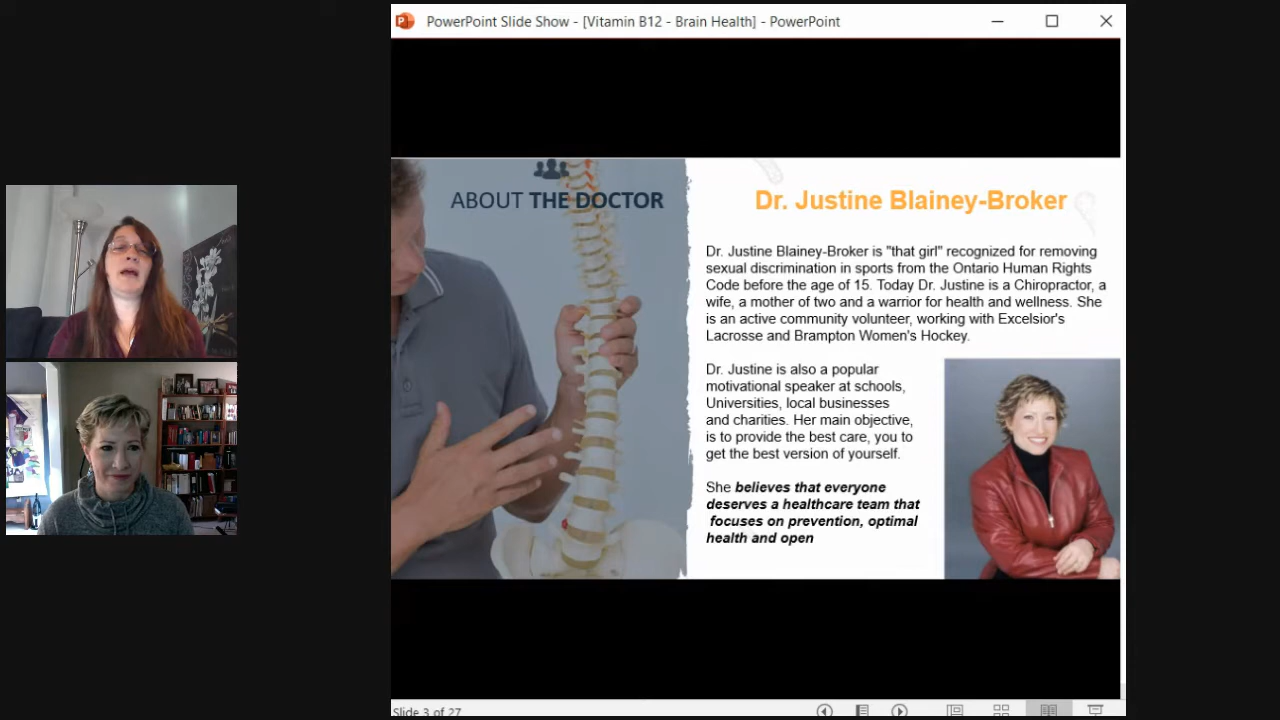 PowerPoint Slide Show - [Vitamin B12 - Brain Health] - PowerPoint
ABOUT THE DOCTOR
Dr. Justine Blainey-Broker
Dr. Justine Blainey-Broker is "that girl" recognized for removing
sexual discrimination in sports from the Ontario Human Rights
Code before the age of 15. Today Dr. Justine is a Chiropractor, a
wife, a mother of two and a warrior for health and wellness. She
is an active community volunteer, working with Excelsior's
Lacrosse and Brampton Women's Hockey.
Dr. Justine is also a popular
motivational speaker at schools,
Universities, local businesses
and charities. Her main objective,
is to provide the best care, you to
get the best version of yourself.
She believes that everyone
deserves a healthcare team that
focuses on prevention, optimal
health and open
Slide 3 of 27